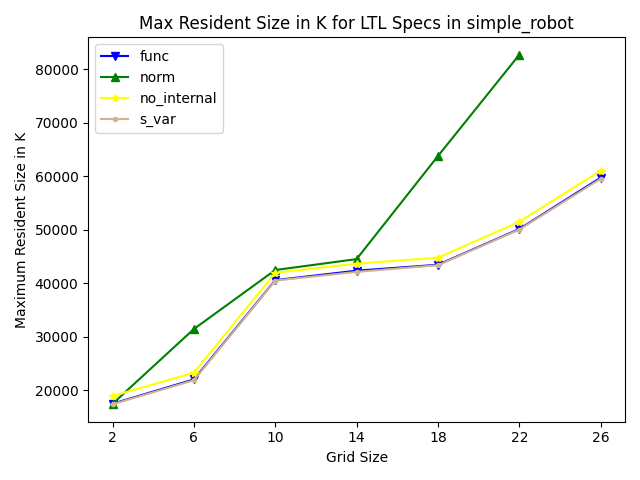 Max Resident Size in K for LTL Specs in simple_robot
func
norm
no_internal
s_var
Maximum Resident Size in K
80000
70000
60000
50000
40000
30000
20000
2 6 10 14 18 22 26
Grid Size